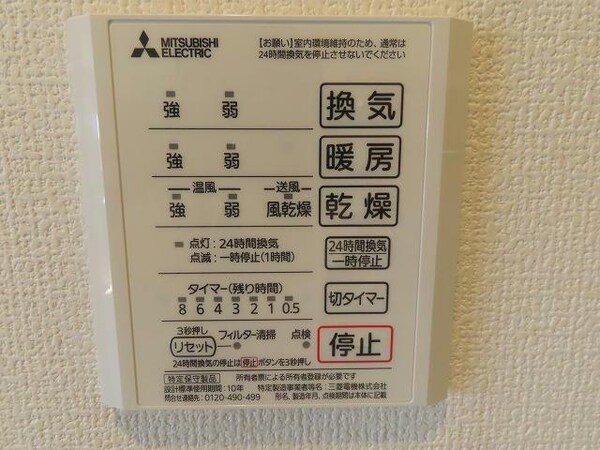 MITSUBISHI
ELECTRIC
【お願い】室内環境維持のため、通常は
24時間換気を停止させないでください
強 弱 換気
強 弱 暖房
温風 送風
強 弱 風乾燥 乾燥
点灯:24時間換気
点滅:一時停止(1時間)
24時間換気
一時停止
タイマー(残り時間)
8 6 4 3 2 1 0.5
切タイマー
3秒押し
リセット フィルター清掃 点検
停止
24時間換気の停止は停止ボタンを3秒押し
特定保守製品 所有者票による所有者登録が必要です
設計標準使用期間:10年 特定製造事業者等名:三菱電機株式会社
問合せ連絡先:0120-490-499 形名、製造年月、点検期間は本体に記載